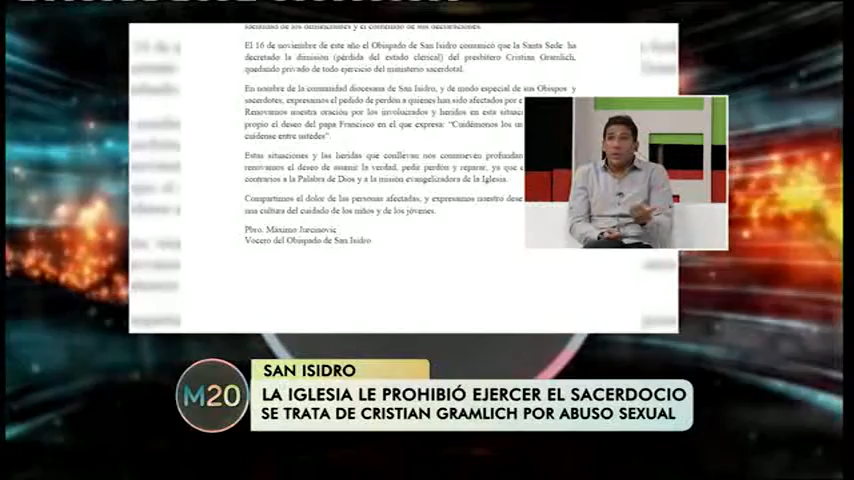 identidad de los damnificados y el contenido de sus declaraciones.
El 16 de noviembre de este año el Obispado de San Isidro comunicó que la Santa Sede ha
decretado la dimisión (pérdida del estado clerical) del presbítero Cristian Gramlich,
quedando privado de todo ejercicio del ministerio sacerdotal.
En nombre de la comunidad diocesana de San Isidro, y de modo especial de sus Obispos y
sacerdotes, expresamos el pedido de perdón a quienes han sido afectados por
Renovamos nuestra oración por los involucrados y heridos en esta
propio el deseo del papa Francisco en el que expresa: “Cuidémonos los
cuídense entre ustedes”.
Estas situaciones y las heridas que conllevan nos conmueven
renovamos el deseo de asumir la verdad, pedir perdón y reparar, ya que
contrarios a la Palabra de Dios y a la misión evangelizadora de la Iglesia.
Compartimos el dolor de las personas afectadas, y expresamos nuestro
una cultura del cuidado de los niños y de los jóvenes.
Pbro. Máximo Jurcinovic
Vocero del Obispado de San Isidro
SAN ISIDRO
M20
LA IGLESIA LE PROHIBIÓ EJERCER EL SACERDOCIO
SE TRATA DE CRISTIAN GRAMLICH POR ABUSO SEXUAL